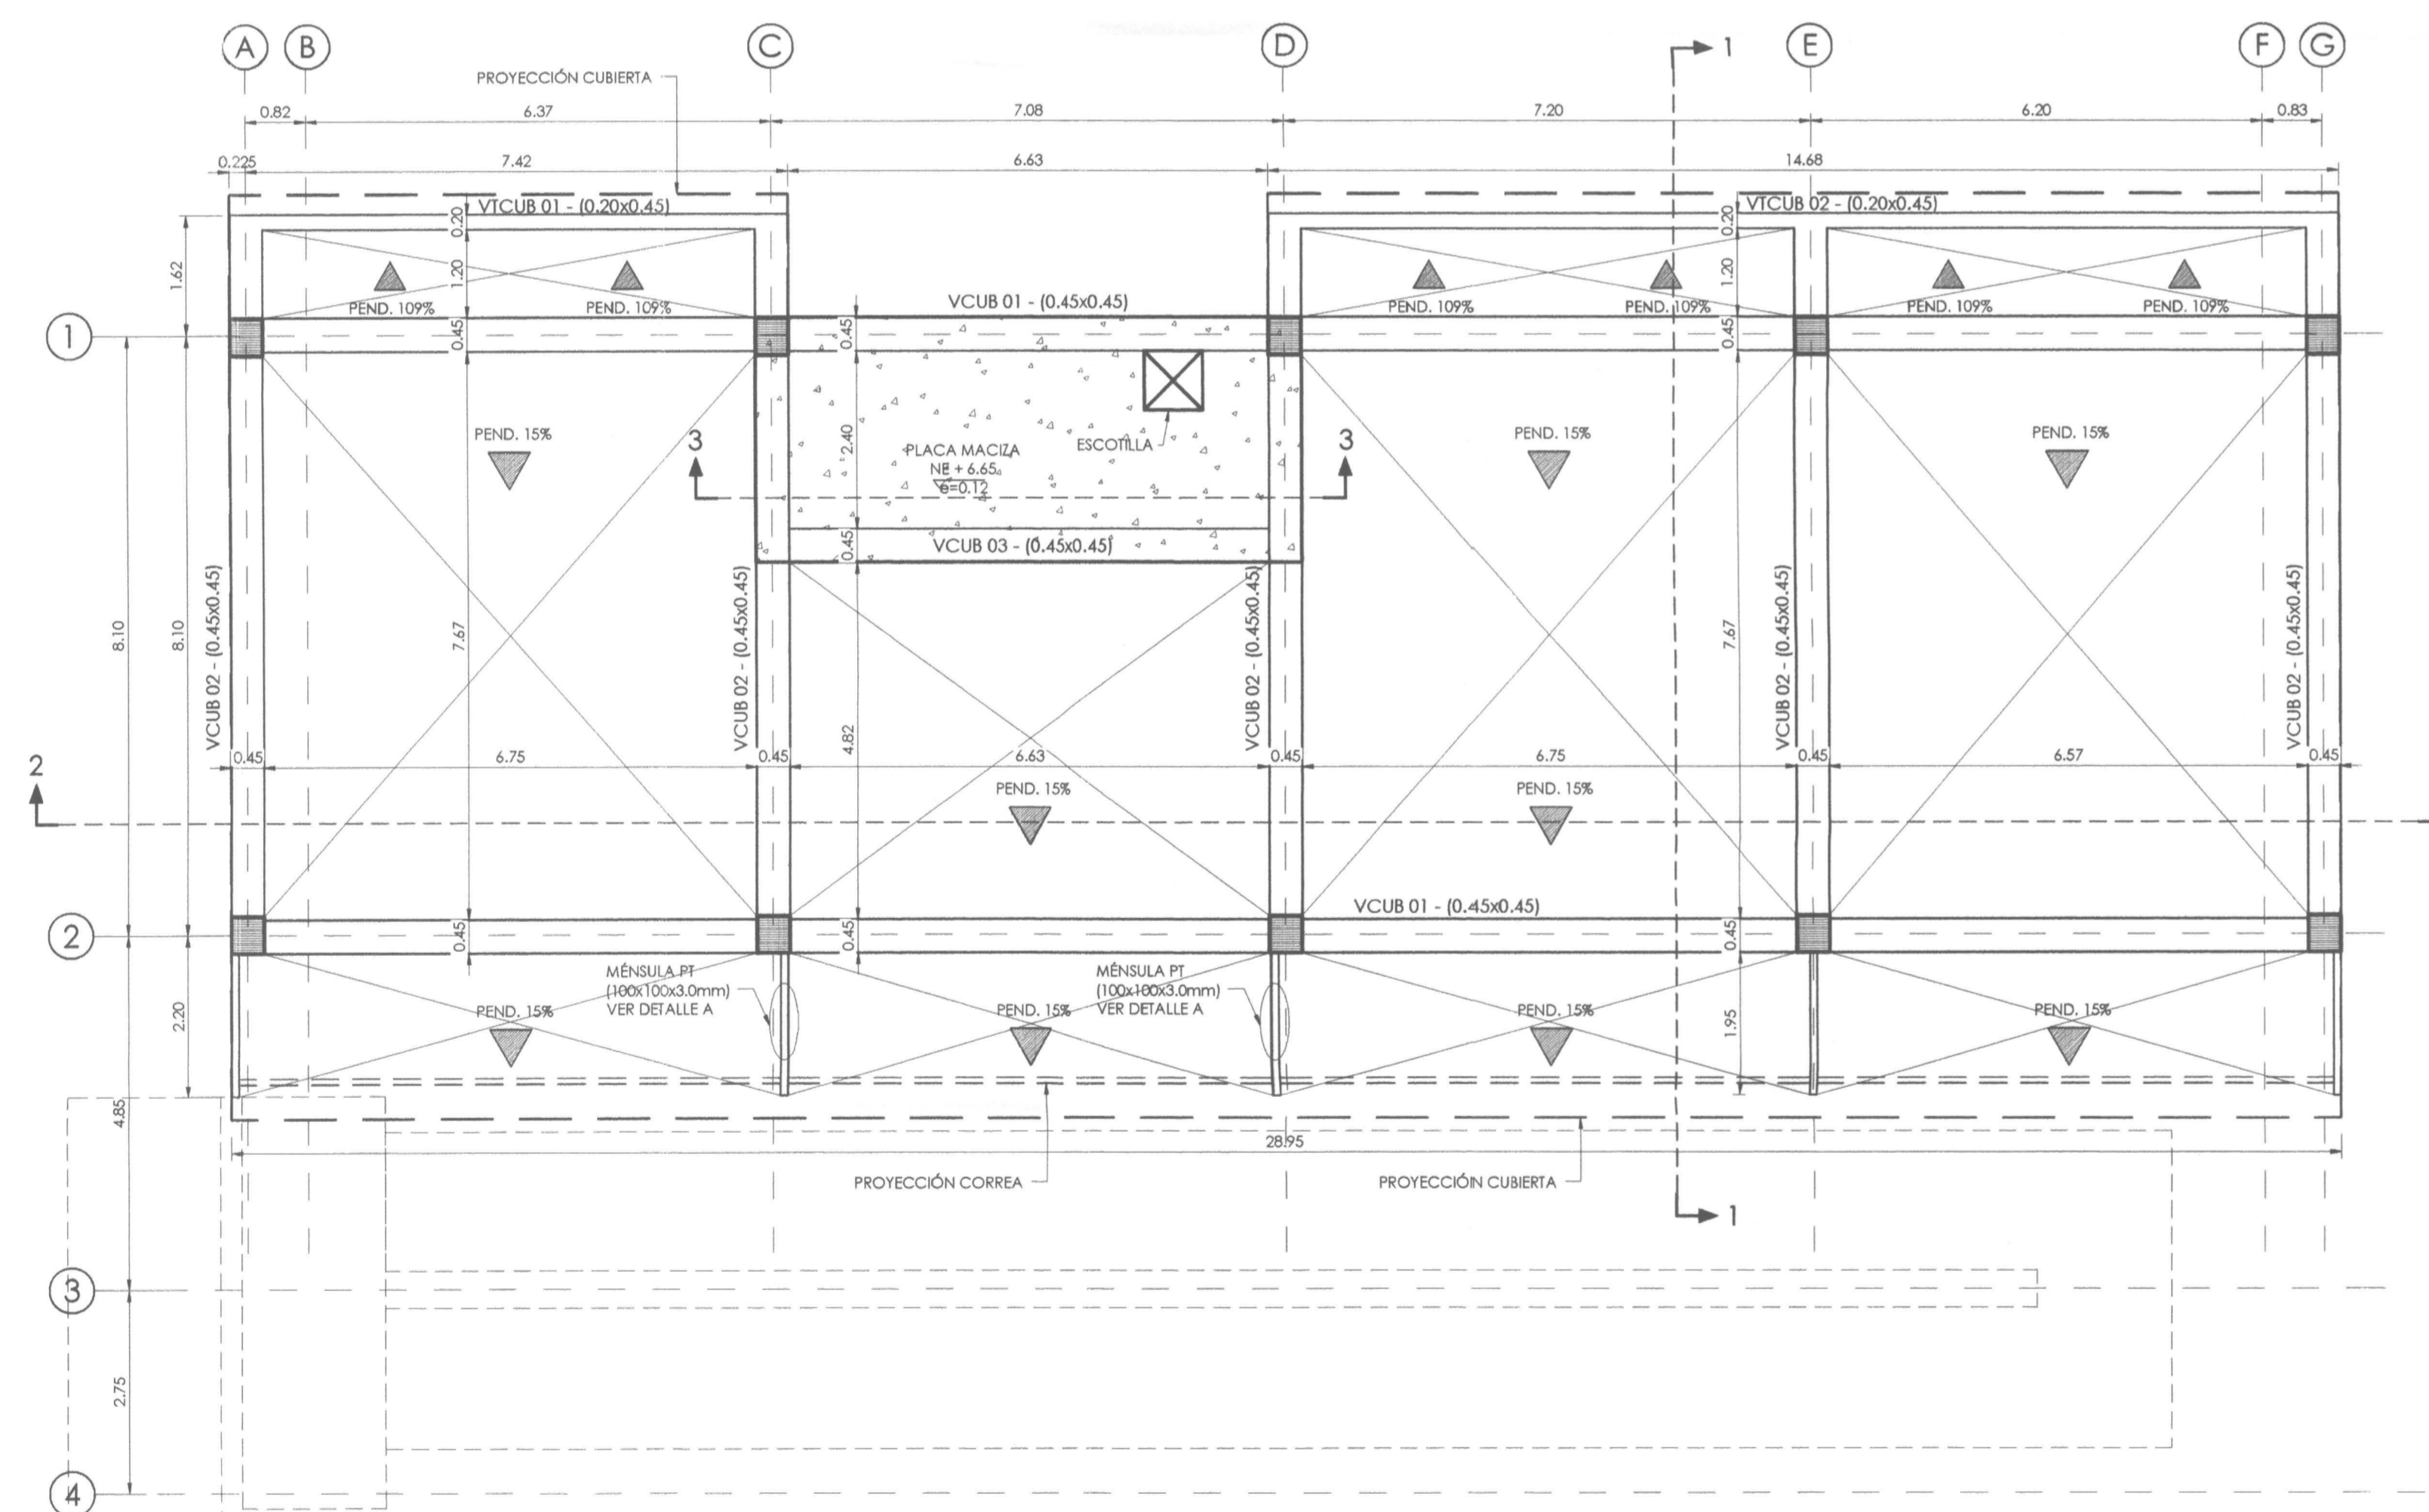 A B C D E F G
1
PROYECCIÓN CUBIERTA
0.82 6.37 7.08 7.20 6.20 0.83
0.225 7.42 6.63 14.68
VTCUB 01 - (0.20x0.45)
VTCUB 02 - (0.20x0.45)
0.20 0.20
1.62 1.20 1.20
PEND. 109% PEND. 109% PEND. 109% PEND. 109% PEND. 109% PEND. 109%
VCUB 01 - (0.45x0.45)
1
0.45 0.45 0.45
PEND. 15% PEND. 15% PEND. 15%
3 3
2.40
ESCOTILLA
PLACA MACIZA
NE + 6.65
e=0.12
0.45
VCUB 03 - (0.45x0.45)
8.10 8.10
VCUB 02 - (0.45x0.45)
7.67
VCUB 02 - (0.45x0.45)
4.82
VCUB 02 - (0.45x0.45)
7.67
VCUB 02 - (0.45x0.45)
VCUB 02 - (0.45x0.45)
0.45 6.75 0.45 6.63 0.45 6.75 0.45 6.57 0.45
2
PEND. 15% PEND. 15%
VCUB 01 - (0.45x0.45)
2
0.45 0.45 0.45
MÉNSULA PT
(100x100x3.0mm)
VER DETALLE A
MÉNSULA PT
(100x100x3.0mm)
VER DETALLE A
PEND. 15% PEND. 15% PEND. 15% PEND. 15%
2.20 1.95
4.85
28.95
PROYECCIÓN CORREA
PROYECCIÓN CUBIERTA
1
3
2.75
4